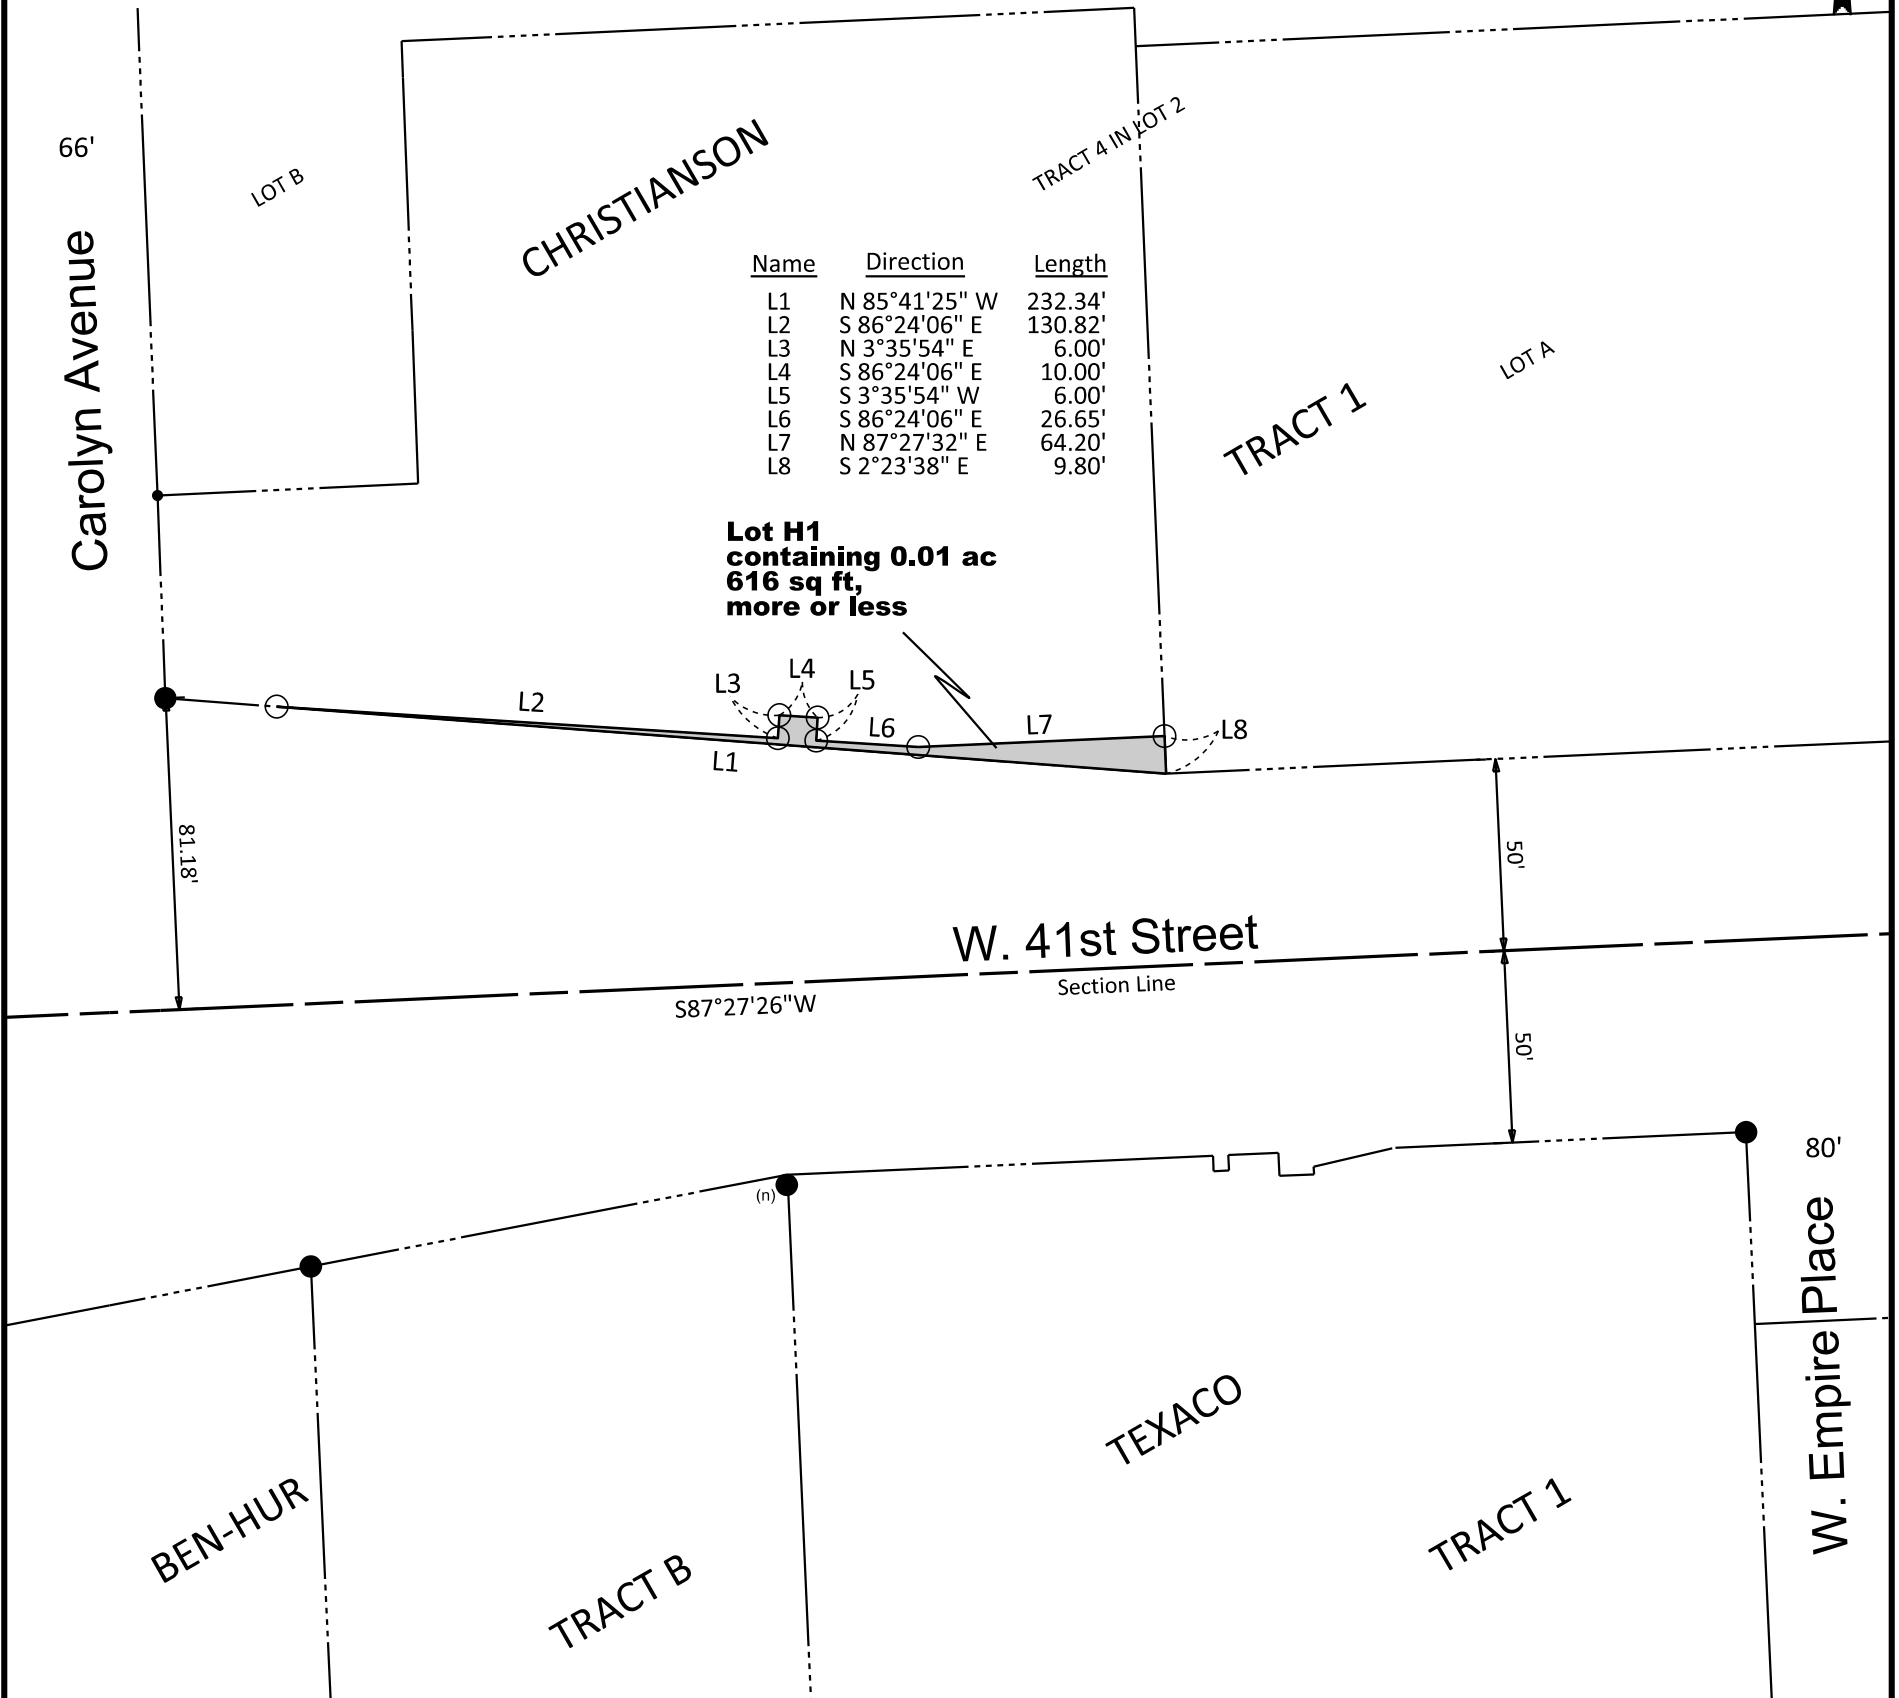 66'
LOT B
CHRISTIANSON
TRACT 4 IN LOT 2
Carolyn Avenue
Name Direction Length
L1 N 85°41'25" W 232.34'
L2 S 86°24'06" E 130.82'
L3 N 3°35'54" E 6.00'
L4 S 86°24'06" E 10.00'
L5 S 3°35'54" W 6.00'
L6 S 86°24'06" E 26.65'
L7 N 87°27'32" E 64.20'
L8 S 2°23'38" E 9.80'
LOT A
TRACT 1
Lot H1
containing 0.01 ac
616 sq ft,
more or less
L2
L3
L4
L5
L6
L7
L8
L1
81.18'
50'
W. 41st Street
Section Line
S87°27'26"W
50'
80'
(n)
W. Empire Place
TEXACO
BEN-HUR
TRACT B
TRACT 1